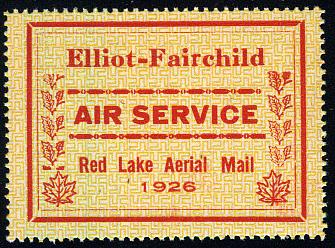 Elliot-Fairchild
AIR SERVICE
Red Lake Aerial Mail
1926